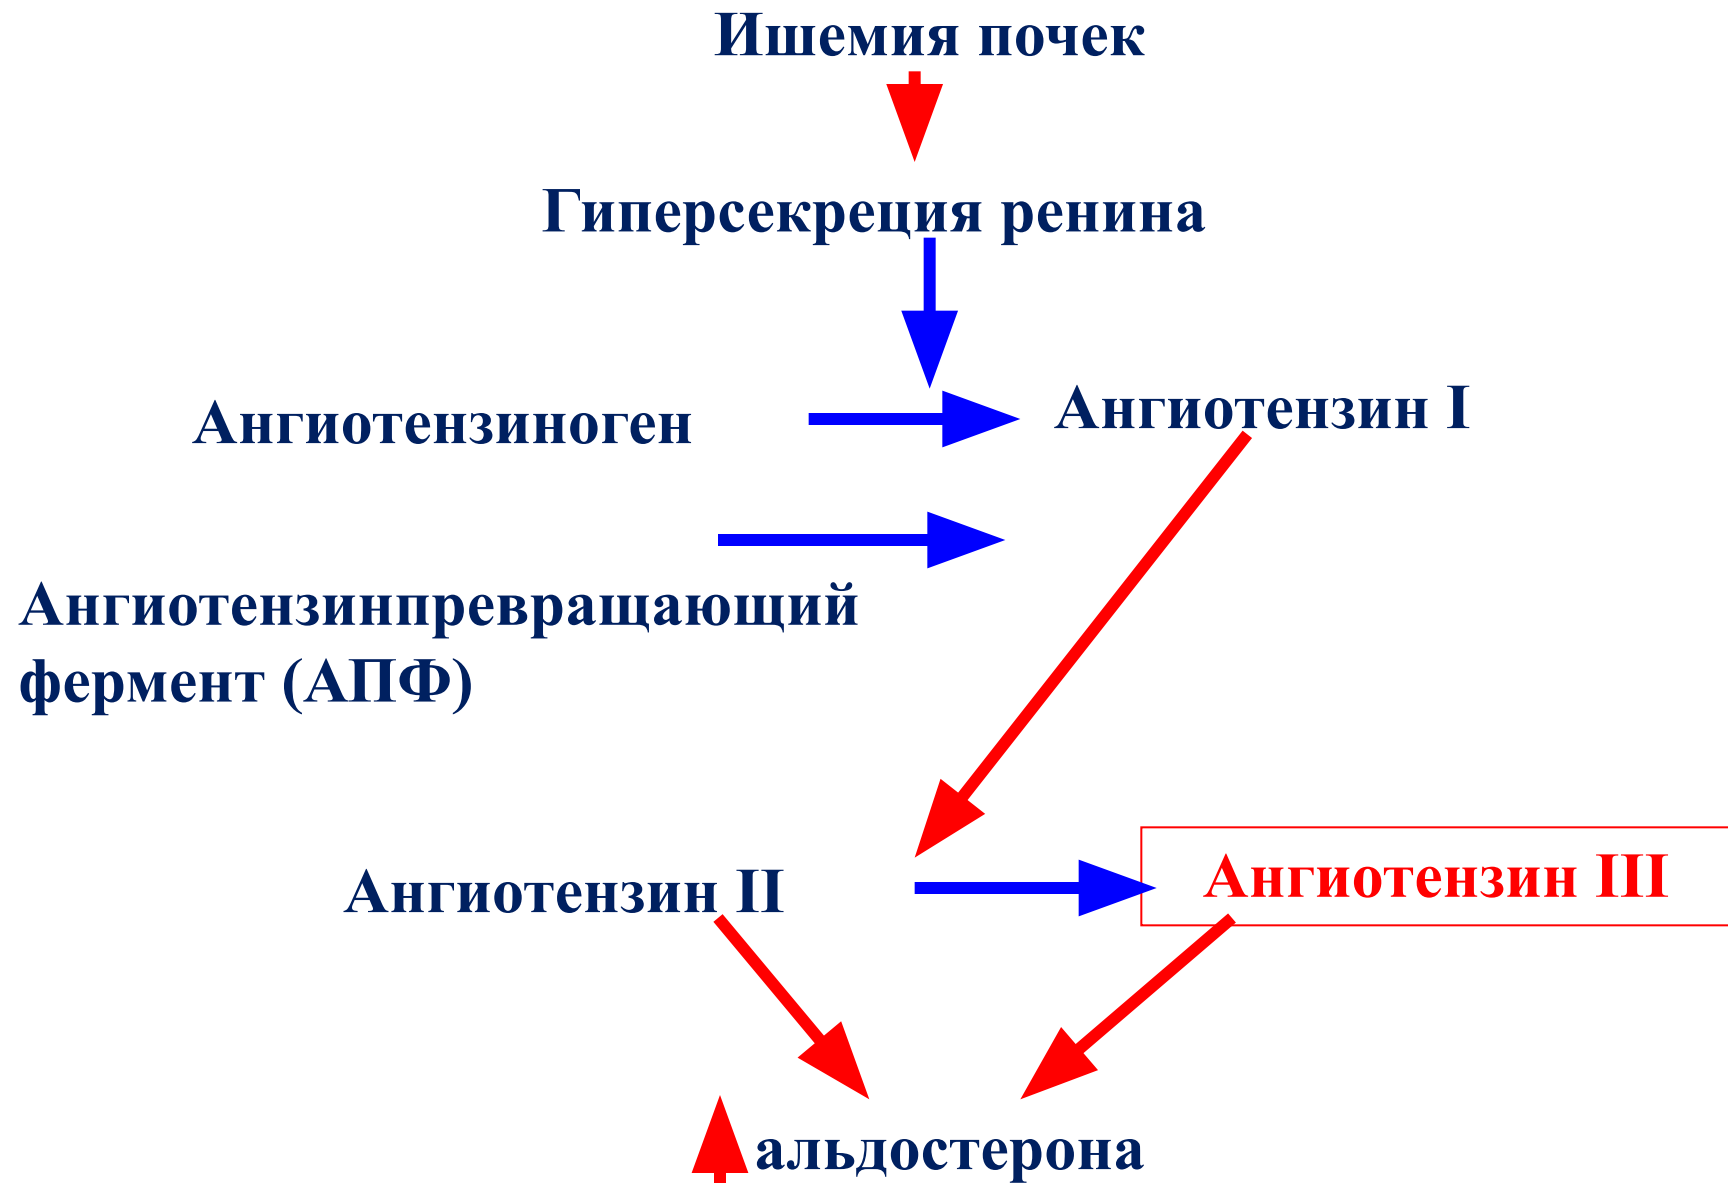 Ишемия почек
Гиперсекреция ренина
Ангиотензиноген
Ангиотензин I
Ангиотензинпревращающий
фермент (АПФ)
Ангиотензин II
Ангиотензин III
альдостерона